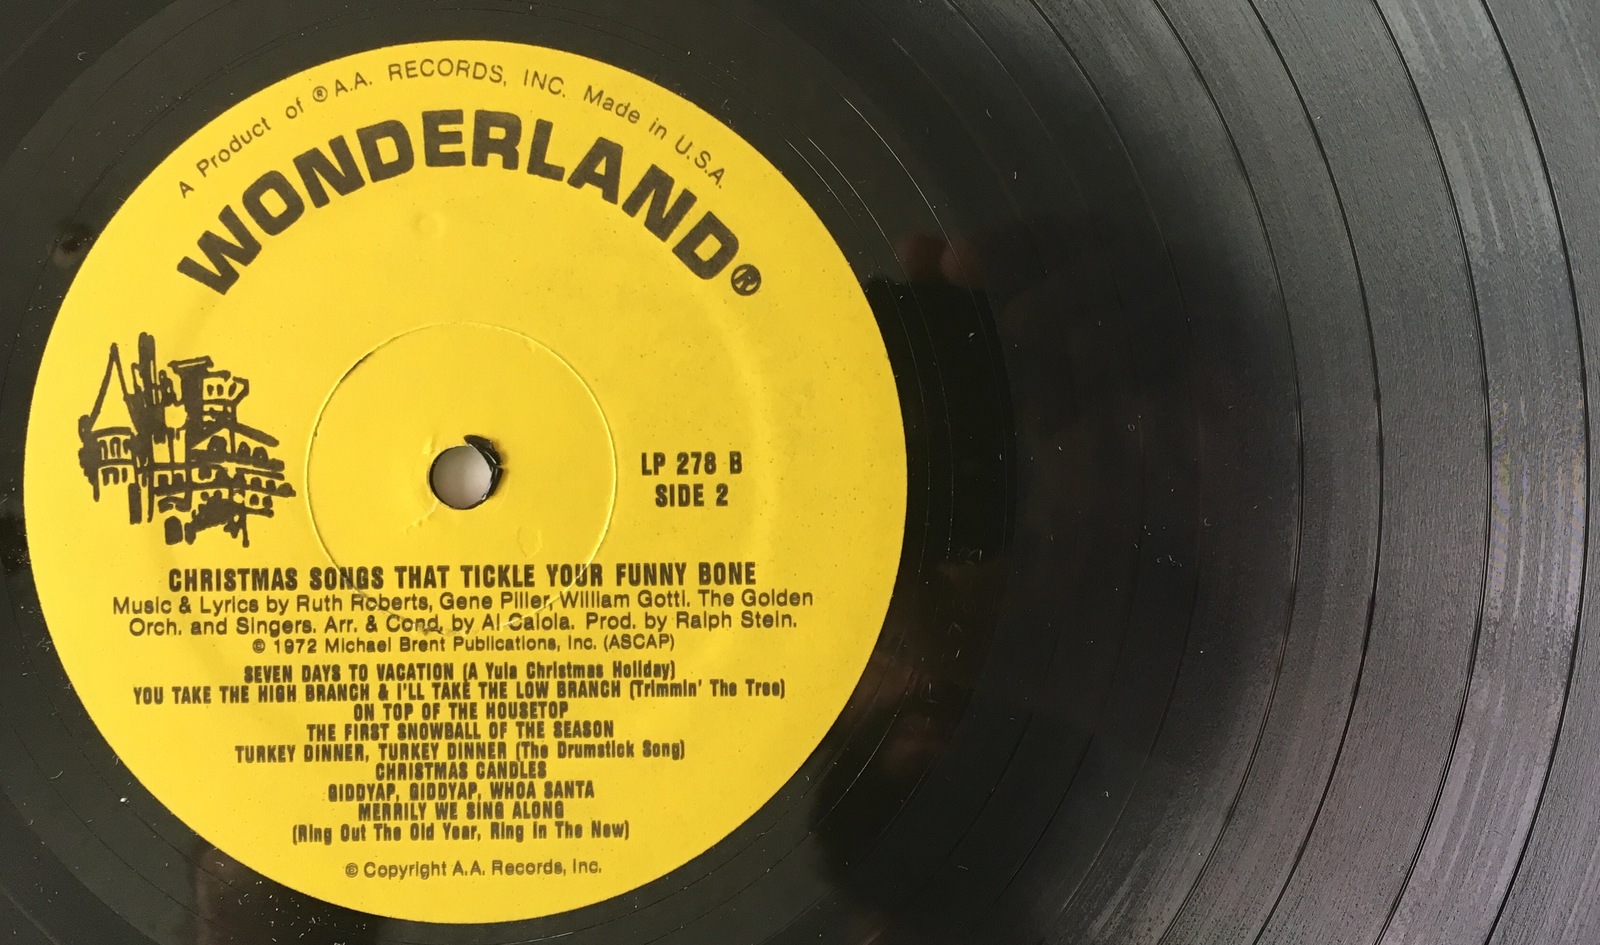 A Product of ® A.A. RECORDS, INC. Made in U.S.A.
WONDERLAND®
LP 278 B
SIDE 2
CHRISTMAS SONGS THAT TICKLE YOUR FUNNY BONE
Music & Lyrics by Ruth Roberts, Gene Piller, William Gotti. The Golden
Orch. and Singers. Arr. & Cond. by Al Caiola. Prod. by Ralph Stein.
© 1972 Michael Brent Publications, Inc. (ASCAP)
SEVEN DAYS TO VACATION (A Yula Christmas Holiday)
YOU TAKE THE HIGH BRANCH & I'LL TAKE THE LOW BRANCH (Trimmin' The Tree)
ON TOP OF THE HOUSETOP
THE FIRST SNOWBALL OF THE SEASON
TURKEY DINNER, TURKEY DINNER (The Drumstick Song)
CHRISTMAS CANDLES
GIDDYAP, GIDDYAP, WHOA SANTA
MERRILY WE SING ALONG
(Ring Out The Old Year, Ring In The New)
© Copyright A.A. Records, Inc.